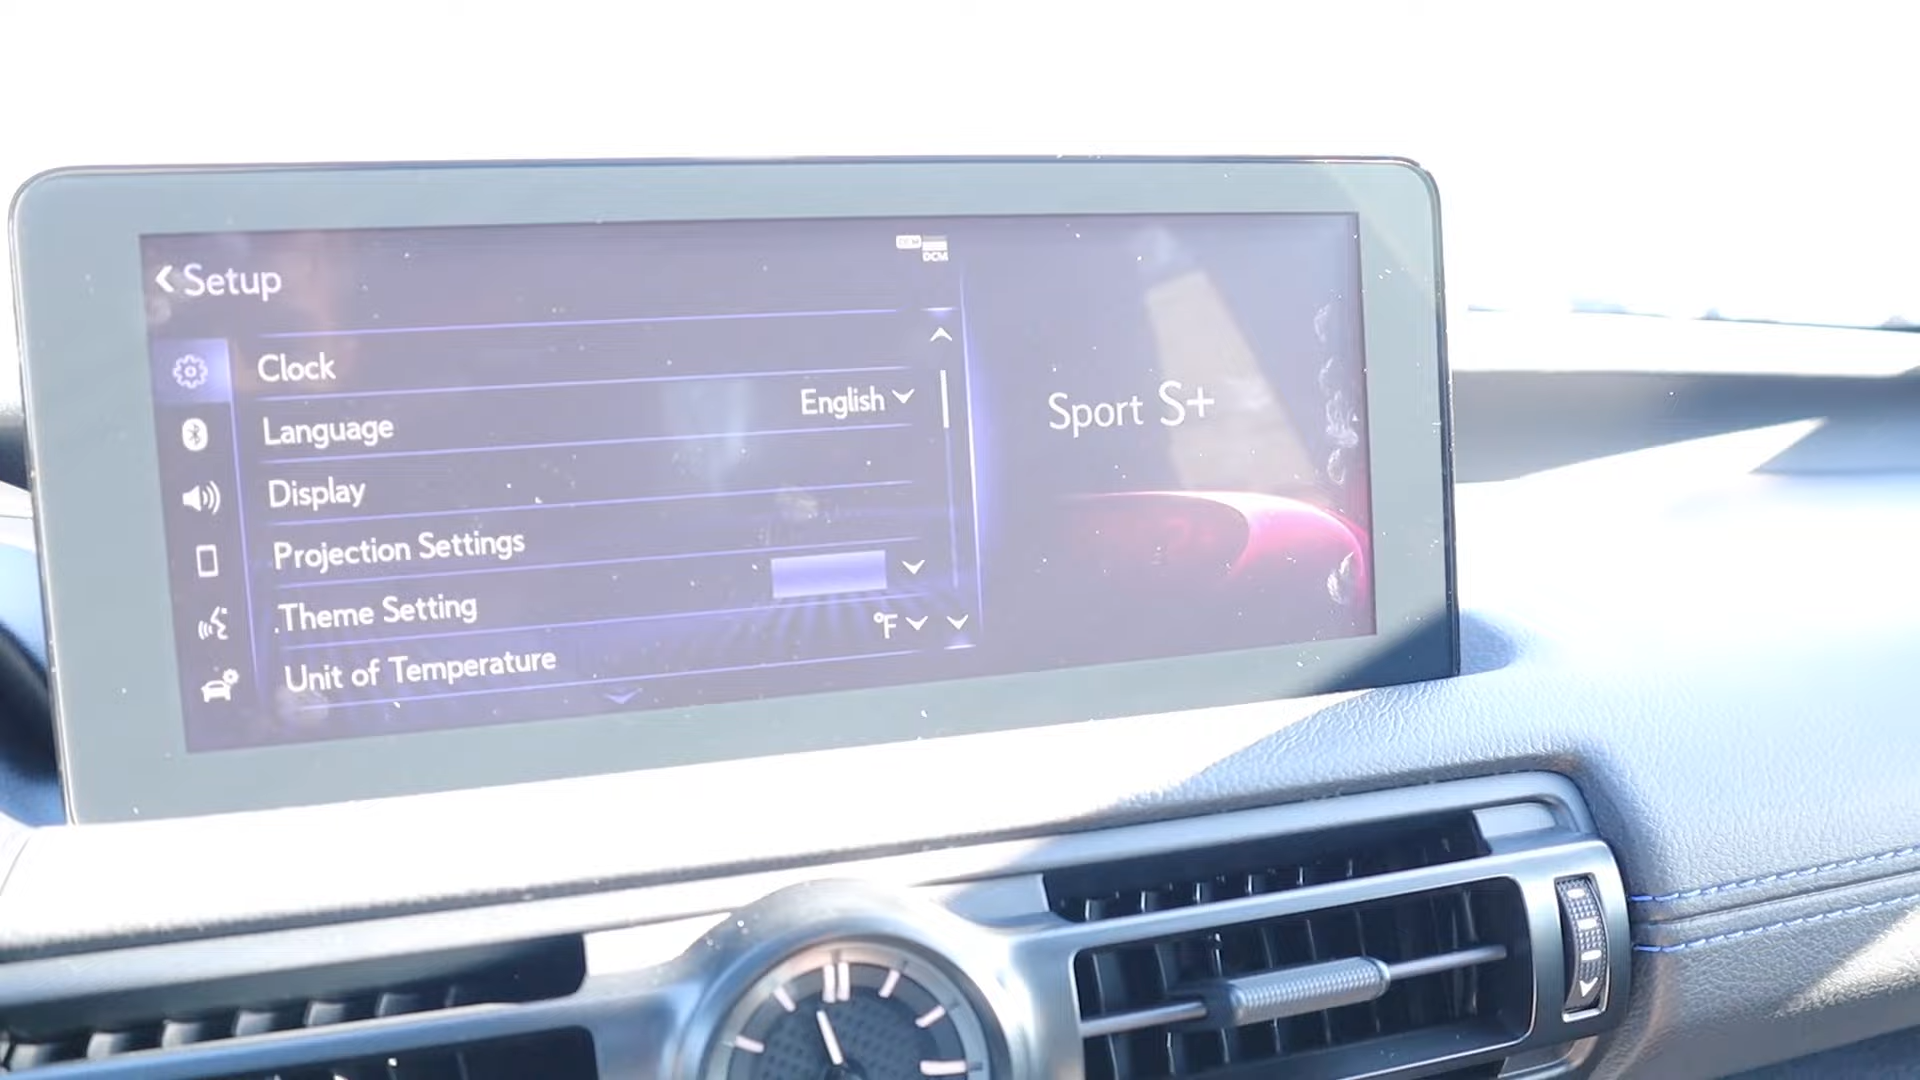 Setup
DCM
Clock
Language
English
Display
Projection Settings
Theme Setting
Unit of Temperature
°F
Sport S+